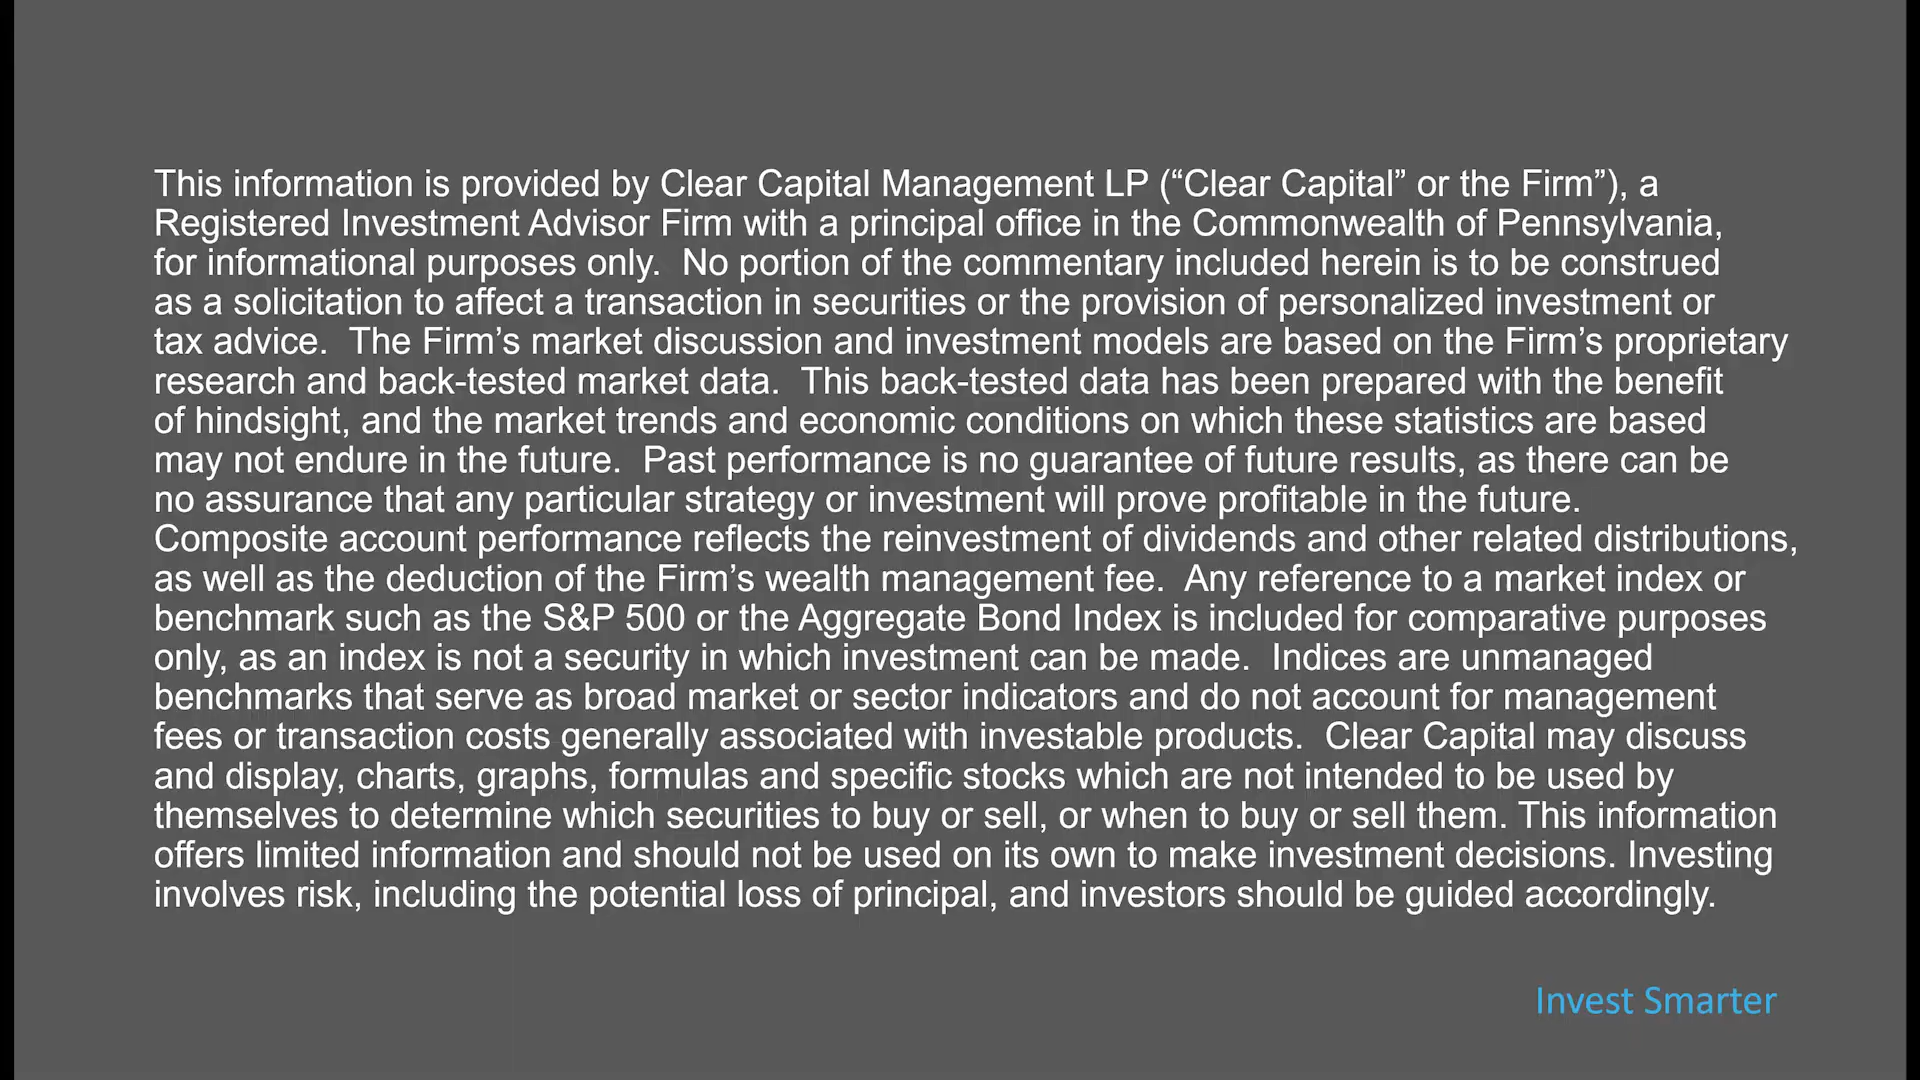 This information is provided by Clear Capital Management LP (“Clear Capital” or the Firm”), a
Registered Investment Advisor Firm with a principal office in the Commonwealth of Pennsylvania,
for informational purposes only.  No portion of the commentary included herein is to be construed
as a solicitation to affect a transaction in securities or the provision of personalized investment or
tax advice.  The Firm’s market discussion and investment models are based on the Firm’s proprietary
research and back-tested market data.  This back-tested data has been prepared with the benefit
of hindsight, and the market trends and economic conditions on which these statistics are based
may not endure in the future.  Past performance is no guarantee of future results, as there can be
no assurance that any particular strategy or investment will prove profitable in the future.
Composite account performance reflects the reinvestment of dividends and other related distributions,
as well as the deduction of the Firm’s wealth management fee.  Any reference to a market index or
benchmark such as the S&P 500 or the Aggregate Bond Index is included for comparative purposes
only, as an index is not a security in which investment can be made.  Indices are unmanaged
benchmarks that serve as broad market or sector indicators and do not account for management
fees or transaction costs generally associated with investable products.  Clear Capital may discuss
and display, charts, graphs, formulas and specific stocks which are not intended to be used by
themselves to determine which securities to buy or sell, or when to buy or sell them. This information
offers limited information and should not be used on its own to make investment decisions. Investing
involves risk, including the potential loss of principal, and investors should be guided accordingly.
Invest Smarter